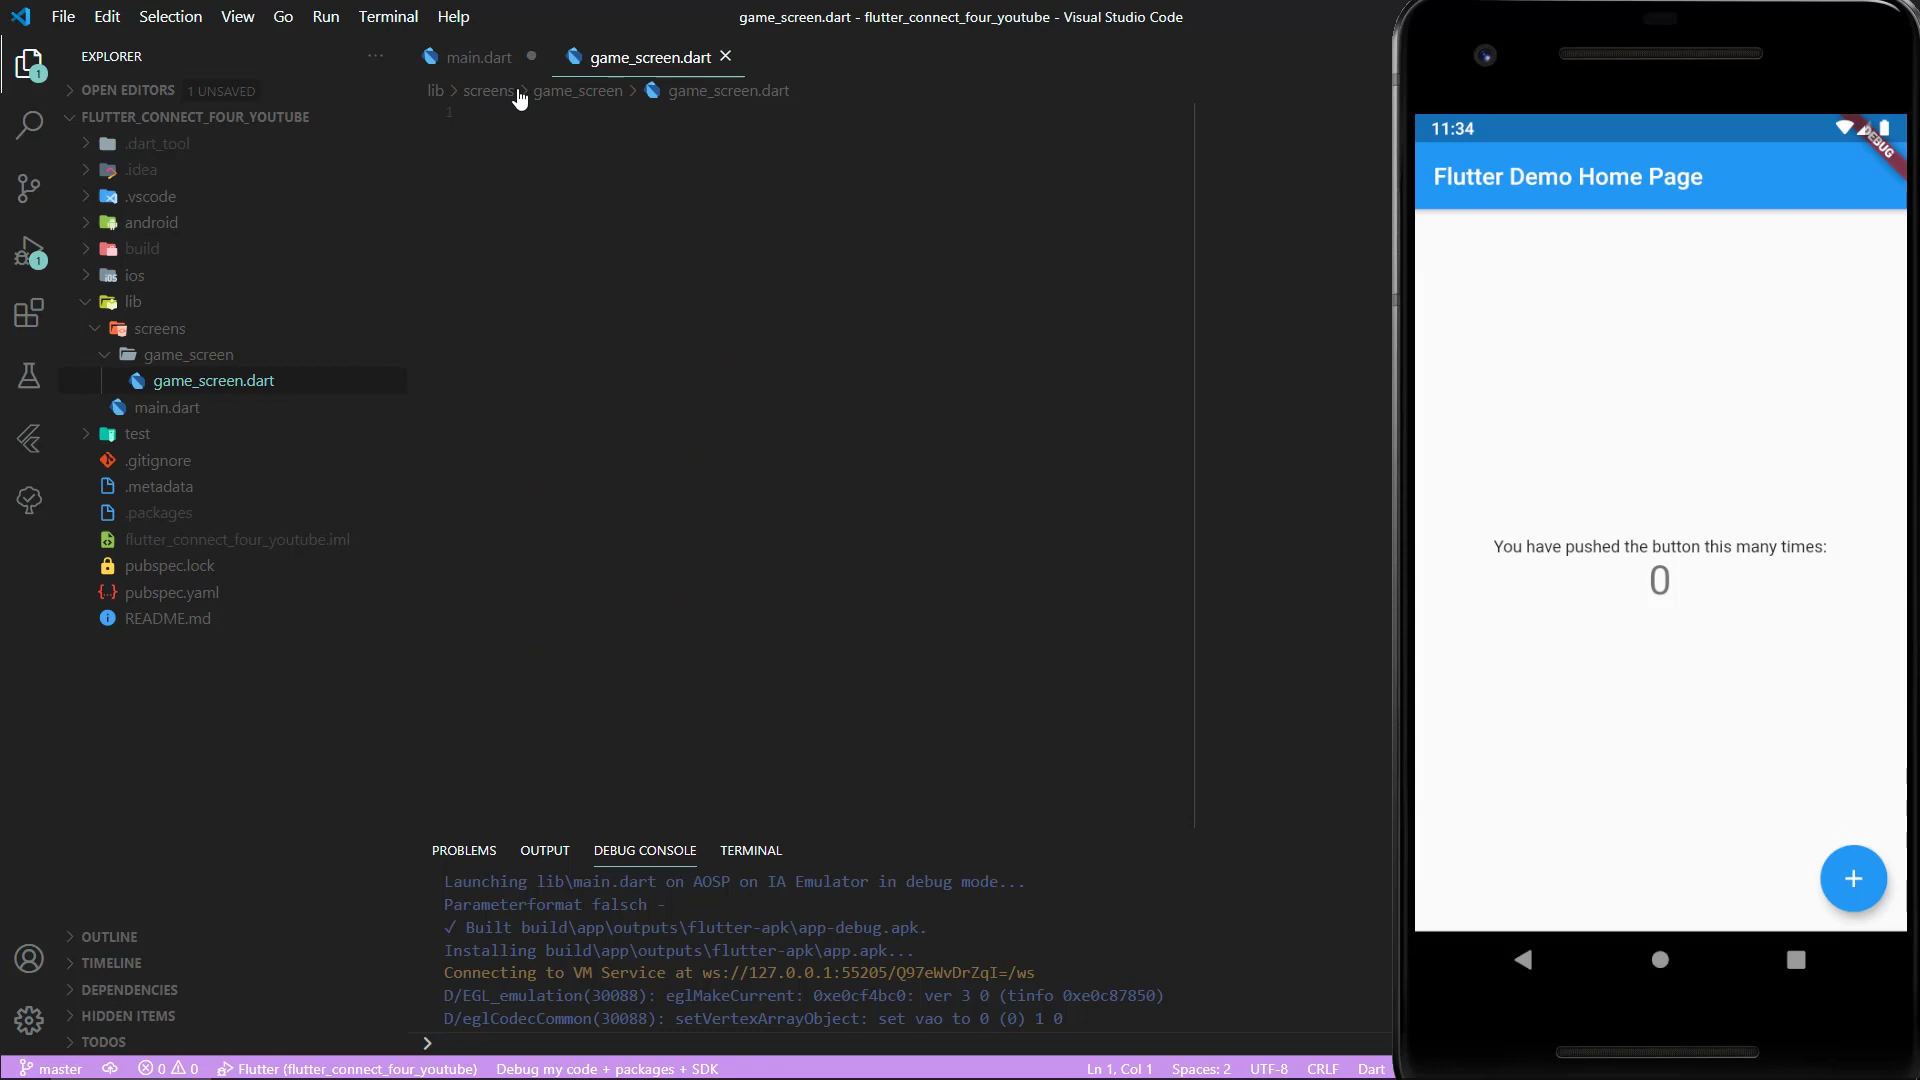 File Edit Selection View Go Run Terminal Help
game_screen.dart - flutter_connect_four_youtube - Visual Studio Code
EXPLORER
OPEN EDITORS 1 UNSAVED
FLUTTER_CONNECT_FOUR_YOUTUBE
.dart_tool
.idea
.vscode
android
build
ios
lib
screens
game_screen
game_screen.dart
main.dart
test
.gitignore
.metadata
.packages
flutter_connect_four_youtube.iml
pubspec.lock
pubspec.yaml
README.md
OUTLINE
TIMELINE
DEPENDENCIES
HIDDEN ITEMS
TODOS
1
1
main.dart game_screen.dart
lib > screens > game_screen > game_screen.dart
1
PROBLEMS OUTPUT DEBUG CONSOLE TERMINAL
Launching lib\main.dart on AOSP on IA Emulator in debug mode...
Parameterformat falsch -
✓ Built build\app\outputs\flutter-apk\app-debug.apk.
Installing build\app\outputs\flutter-apk\app.apk...
Connecting to VM Service at ws://127.0.0.1:55205/Q97eWvDrZqI=/ws
D/EGL_emulation(30088): eglMakeCurrent: 0xe0cf4bc0: ver 3 0 (tinfo 0xe0c87850)
D/eglCodecCommon(30088): setVertexArrayObject: set vao to 0 (0) 1 0
master 0 0 Flutter (flutter_connect_four_youtube) Debug my code + packages + SDK Ln 1, Col 1 Spaces: 2 UTF-8 CRLF Dart
11:34
DEBUG
Flutter Demo Home Page
You have pushed the button this many times:
0
+